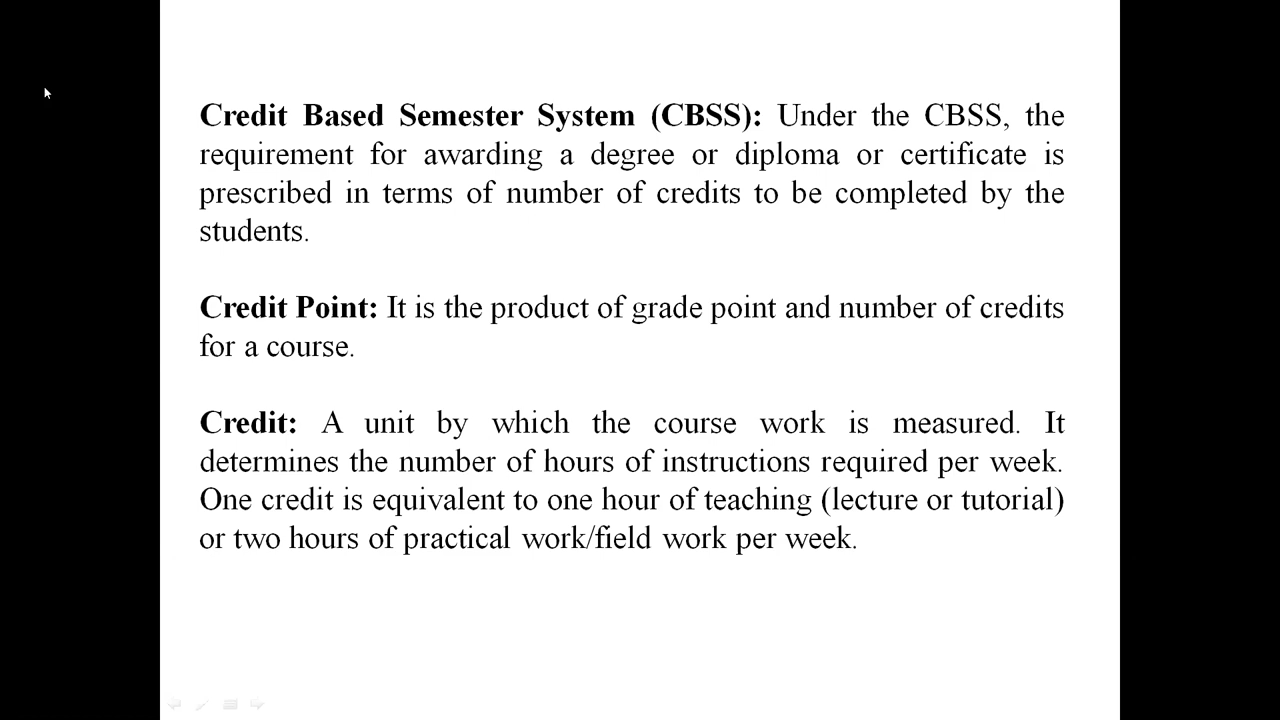 Credit Based Semester System (CBSS): Under the CBSS, the
requirement for awarding a degree or diploma or certificate is
prescribed in terms of number of credits to be completed by the
students.
Credit Point: It is the product of grade point and number of credits
for a course.
Credit: A unit by which the course work is measured. It
determines the number of hours of instructions required per week.
One credit is equivalent to one hour of teaching (lecture or tutorial)
or two hours of practical work/field work per week.